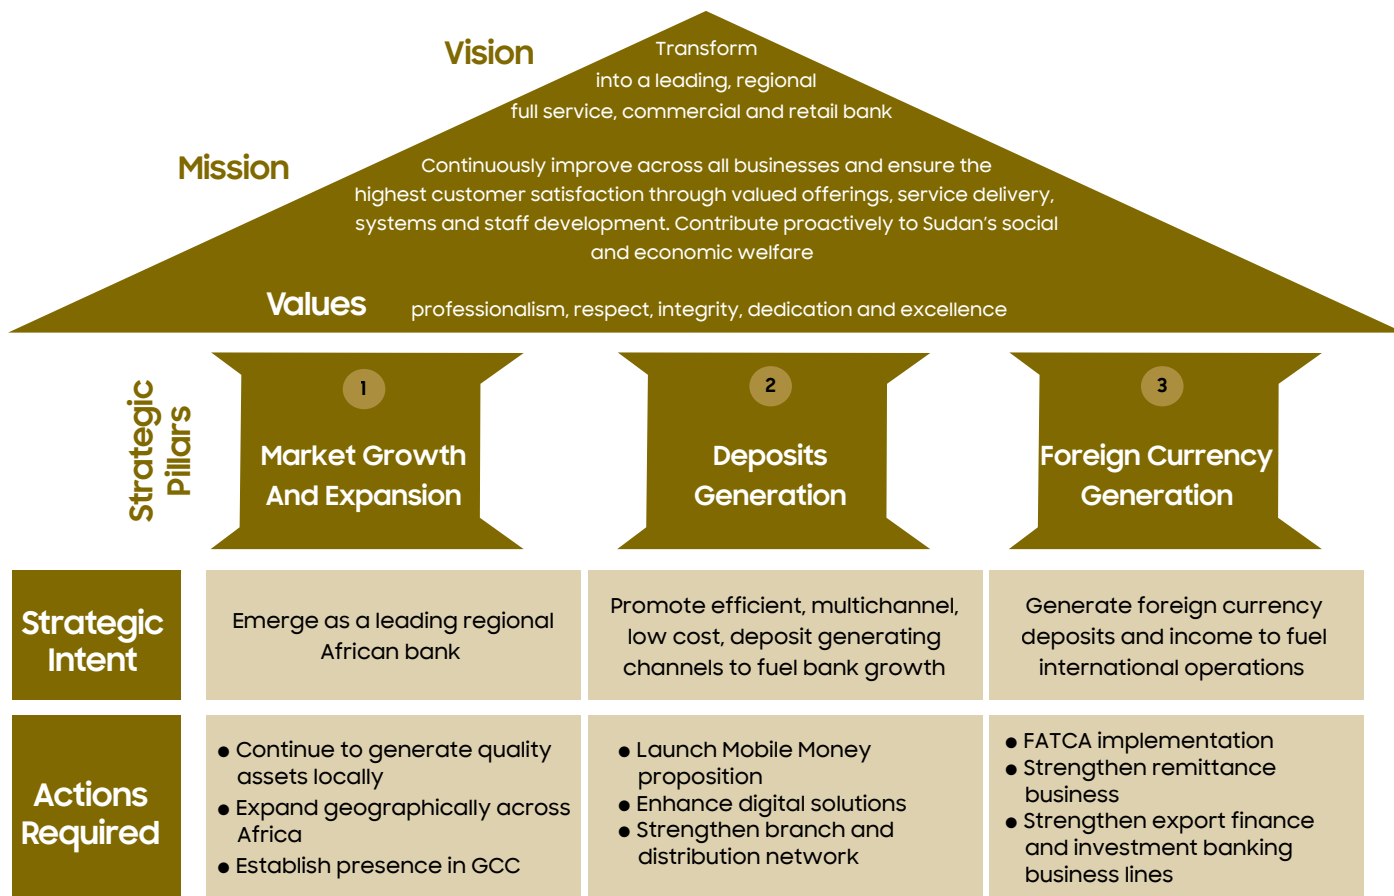 Vision
Transform
into a leading, regional
full service, commercial and retail bank
Mission
Continuously improve across all businesses and ensure the
highest customer satisfaction through valued offerings, service delivery,
systems and staff development. Contribute proactively to Sudan's social
and economic welfare
Values
professionalism, respect, integrity, dedication and excellence
Strategic
Pillars
1
Market Growth
And Expansion
2
Deposits
Generation
3
Foreign Currency
Generation
Strategic
Intent
Emerge as a leading regional
African bank
Promote efficient, multichannel,
low cost, deposit generating
channels to fuel bank growth
Generate foreign currency
deposits and income to fuel
international operations
Actions
Required
● Continue to generate quality
assets locally
● Expand geographically across
Africa
● Establish presence in GCC
● Launch Mobile Money
proposition
● Enhance digital solutions
● Strengthen branch and
distribution network
● FATCA implementation
● Strengthen remittance
business
● Strengthen export finance
and investment banking
business lines